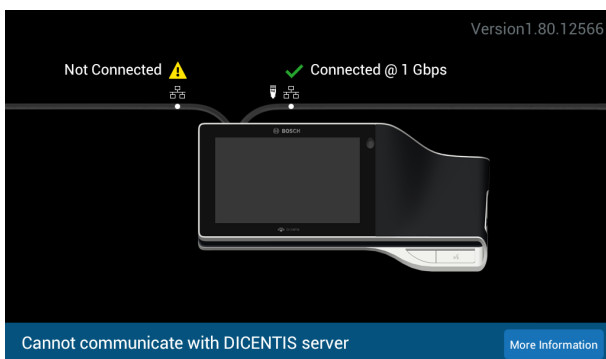 Version1.80.12566
Not Connected
Connected @ 1 Gbps
BOSCH
Cannot communicate with DICENTIS server
More Information